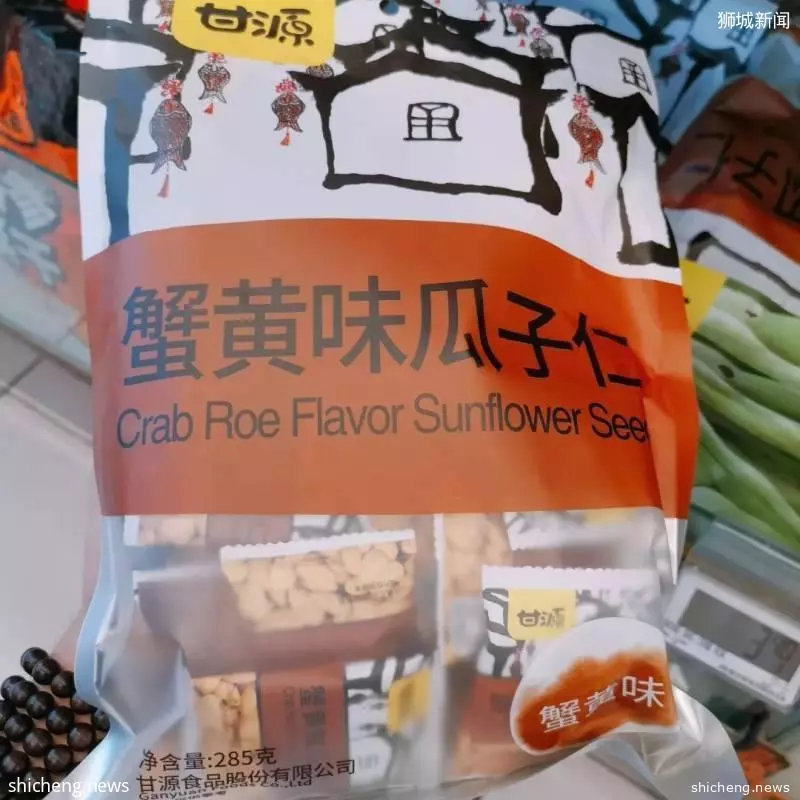 狮城新闻
甘源
蟹黄味瓜子仁
Crab Roe Flavor Sunflower See
甘源
蟹黄味
净含量:285克
甘源食品股份有限公司
shicheng.news
shicheng.news